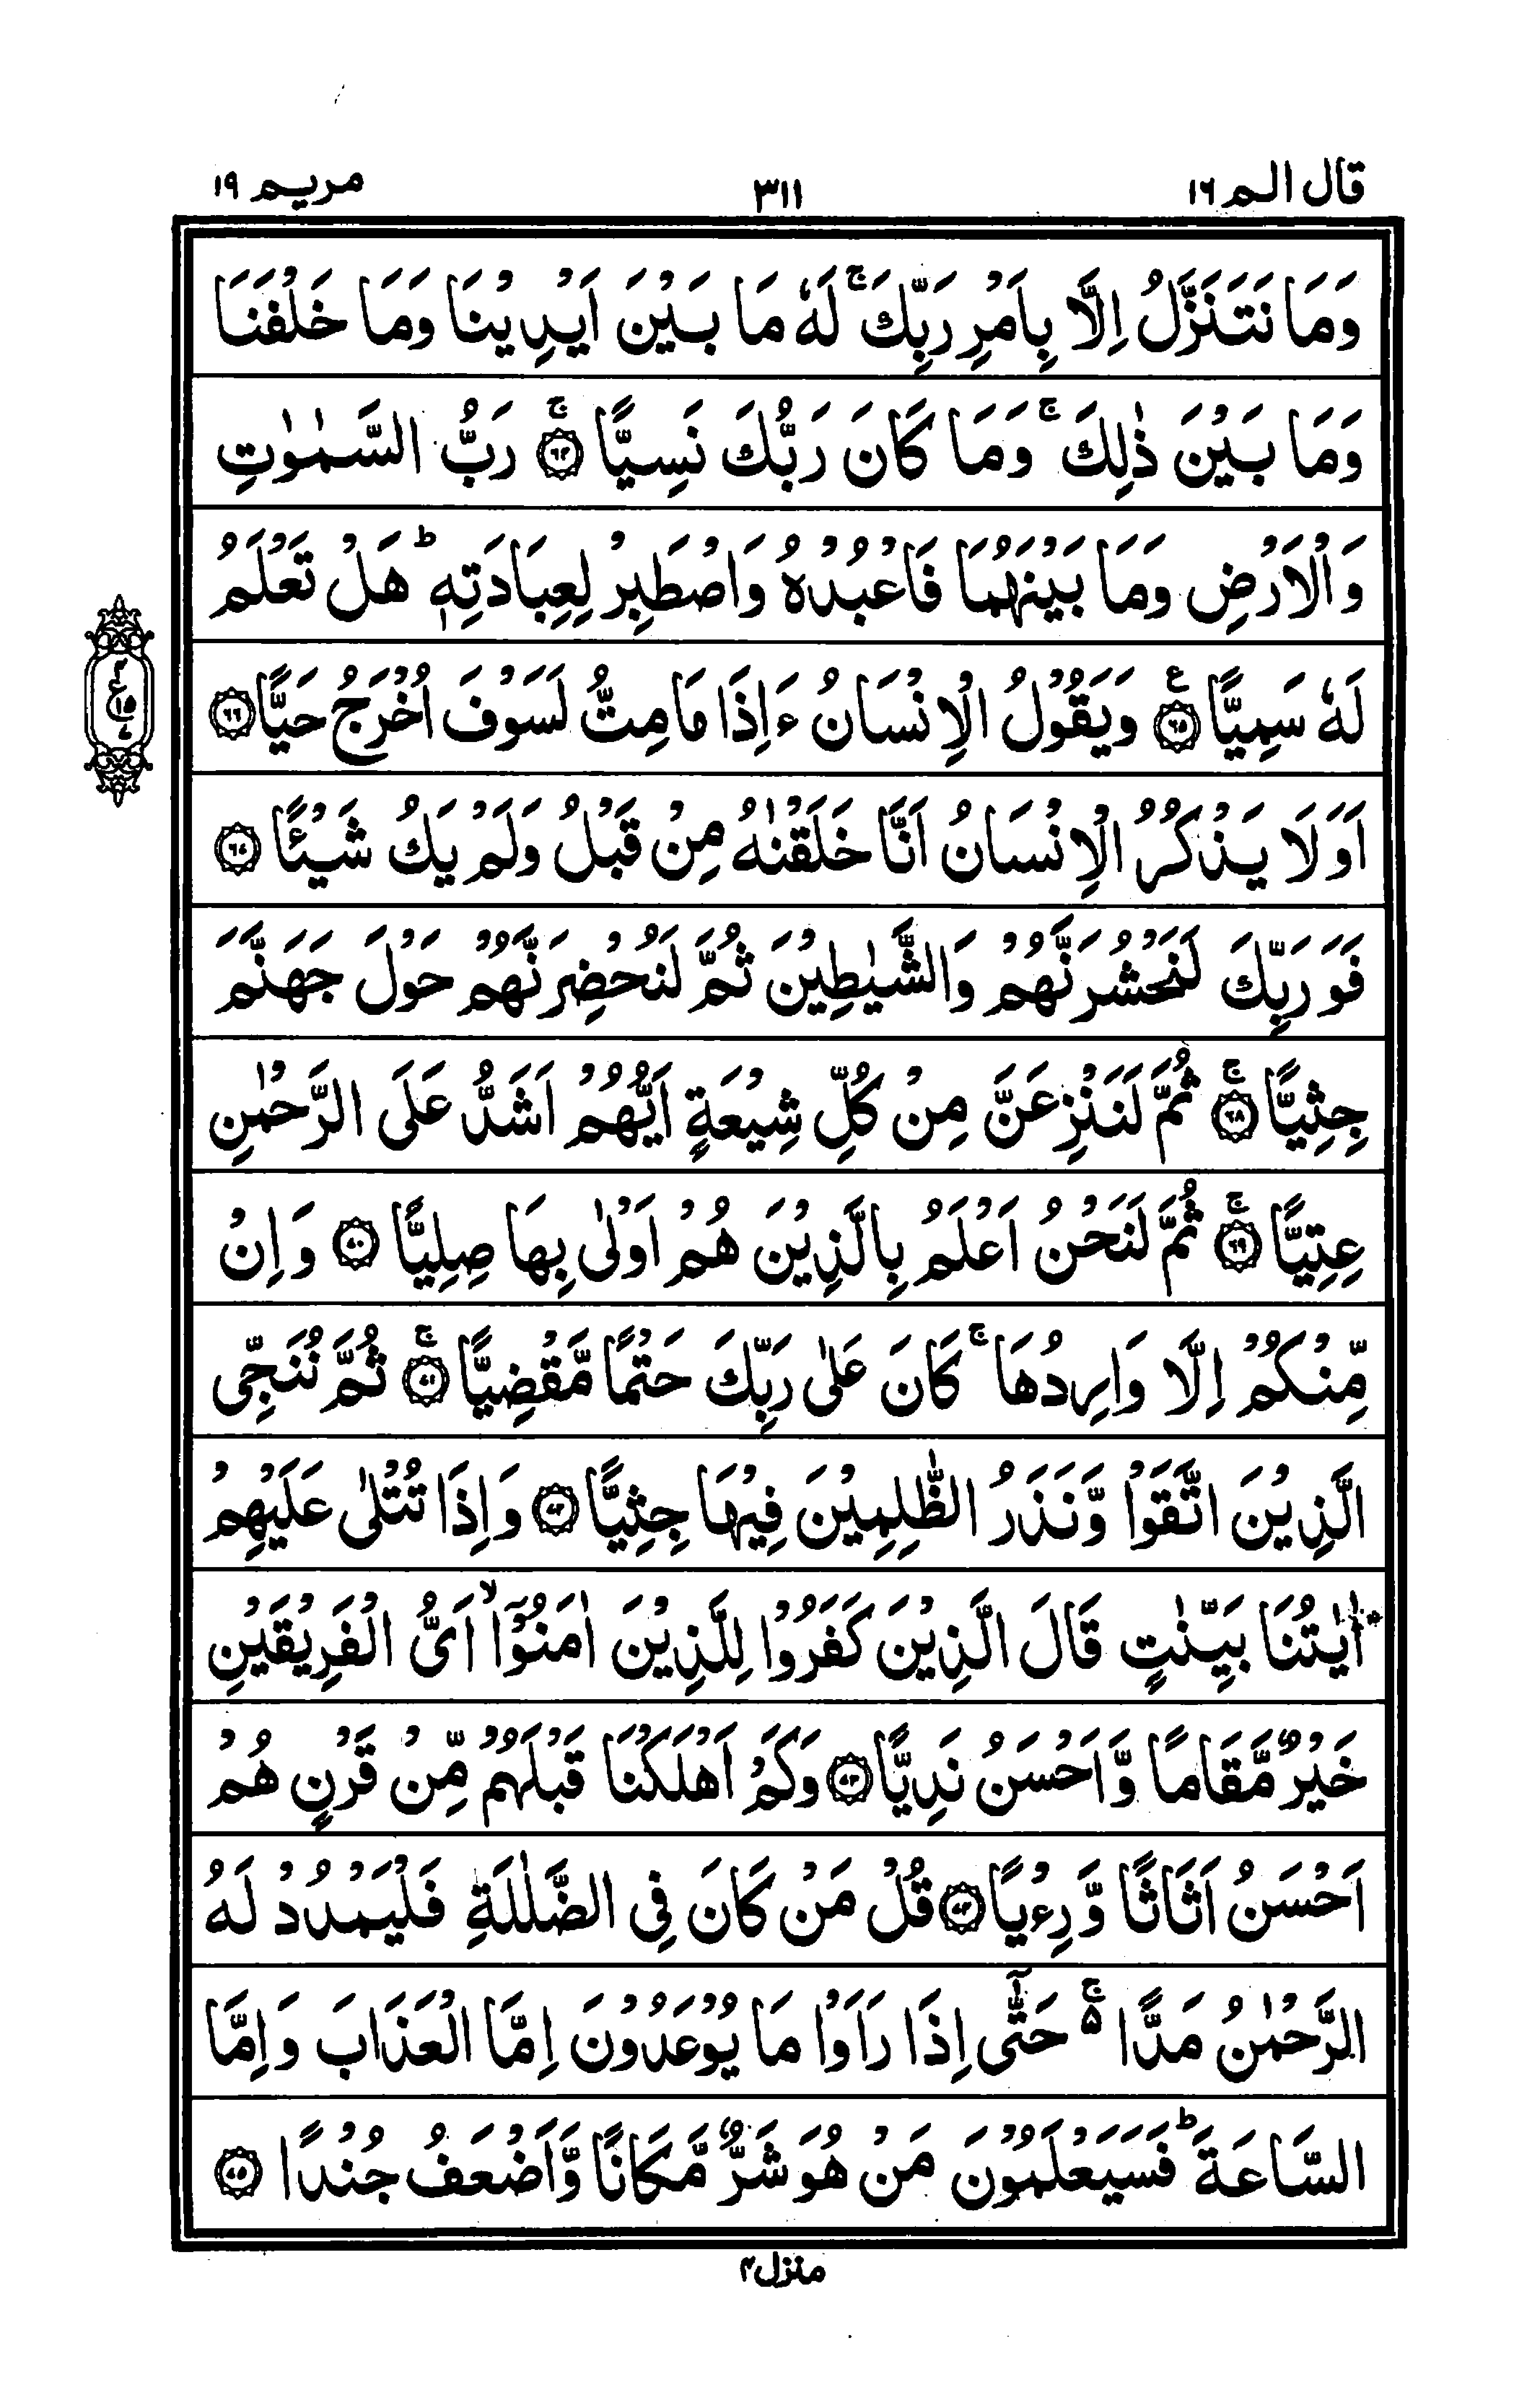 قال الم ١٦
٣١١
مريم ١٩
وَمَا نَتَنَزَّلُ اِلَّا بِاَمْرِ رَبِّكَ ۚ لَهٗ مَا بَيْنَ اَيْدِيْنَا وَمَا خَلْفَنَا
وَمَا بَيْنَ ذٰلِكَ ۚ وَمَا كَانَ رَبُّكَ نَسِيًّا ۚ‏﴿٦٤﴾ رَبُّ السَّمٰوٰتِ
وَالْاَرْضِ وَمَا بَيْنَهُمَا فَاعْبُدْهُ وَاصْطَبِرْ لِعِبَادَتِهٖ ؕ هَلْ تَعْلَمُ
لَهٗ سَمِيًّا ﴿٦٥﴾ ع وَيَقُوْلُ الْاِنْسَانُ ءَاِذَا مَا مِتُّ لَسَوْفَ اُخْرَجُ حَيًّا ﴿٦٦﴾
اَوَلَا يَذْكُرُ الْاِنْسَانُ اَنَّا خَلَقْنٰهُ مِنْ قَبْلُ وَلَمْ يَكُ شَيْـًٔا ﴿٦٧﴾
فَوَرَبِّكَ لَنَحْشُرَنَّهُمْ وَالشَّيٰطِيْنَ ثُمَّ لَنُحْضِرَنَّهُمْ حَوْلَ جَهَنَّمَ
جِثِيًّا ۚ‏﴿٦٨﴾ ثُمَّ لَنَنْزِعَنَّ مِنْ كُلِّ شِيْعَةٍ اَيُّهُمْ اَشَدُّ عَلَى الرَّحْمٰنِ
عِتِيًّا ۚ‏﴿٦٩﴾ ثُمَّ لَنَحْنُ اَعْلَمُ بِالَّذِيْنَ هُمْ اَوْلٰى بِهَا صِلِيًّا ﴿٧٠﴾ وَاِنْ
مِّنْكُمْ اِلَّا وَارِدُهَا ۚ كَانَ عَلٰى رَبِّكَ حَتْمًا مَّقْضِيًّا ۚ‏﴿٧١﴾ ثُمَّ نُنَجِّى
الَّذِيْنَ اتَّقَوْا وَّنَذَرُ الظّٰلِمِيْنَ فِيْهَا جِثِيًّا ﴿٧٢﴾ وَاِذَا تُتْلٰى عَلَيْهِمْ
اٰيٰتُنَا بَيِّنٰتٍ قَالَ الَّذِيْنَ كَفَرُوْا لِلَّذِيْنَ اٰمَنُوْٓا ۙ اَىُّ الْفَرِيْقَيْنِ
خَيْرٌ مَّقَامًا وَّاَحْسَنُ نَدِيًّا ﴿٧٣﴾ وَكَمْ اَهْلَكْنَا قَبْلَهُمْ مِّنْ قَرْنٍ هُمْ
اَحْسَنُ اَثَاثًا وَّرِءْيًا ﴿٧٤﴾ قُلْ مَنْ كَانَ فِى الضَّلٰلَةِ فَلْيَمْدُدْ لَهُ
الرَّحْمٰنُ مَدًّا ۚ۵ حَتّٰٓى اِذَا رَاَوْا مَا يُوْعَدُوْنَ اِمَّا الْعَذَابَ وَاِمَّا
السَّاعَةَ ؕ فَسَيَعْلَمُوْنَ مَنْ هُوَ شَرٌّ مَّكَانًا وَّاَضْعَفُ جُنْدًا ﴿٧٥﴾
منزل ٤